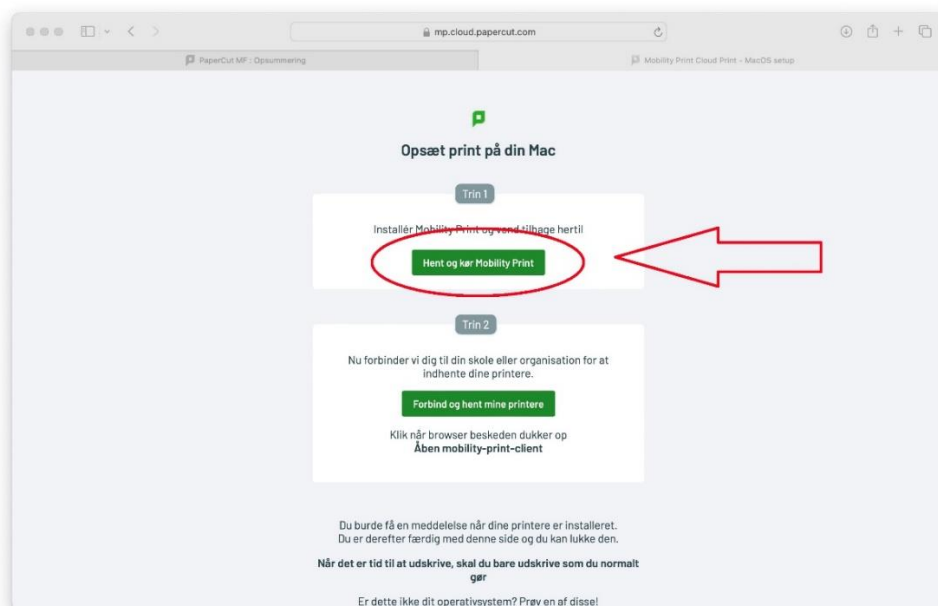 mp.cloud.papercut.com
PaperCut MF : Opsummering
Mobility Print Cloud Print - MacOS setup
Opsæt print på din Mac
Trin 1
Installér Mobility Print og vend tilbage hertil
Hent og kør Mobility Print
Trin 2
Nu forbinder vi dig til din skole eller organisation for at
indhente dine printere.
Forbind og hent mine printere
Klik når browser beskeden dukker op
Åben mobility-print-client
Du burde få en meddelelse når dine printere er installeret.
Du er derefter færdig med denne side og du kan lukke den.
Når det er tid til at udskrive, skal du bare udskrive som du normalt
gør
Er dette ikke dit operativsystem? Prøv en af disse!